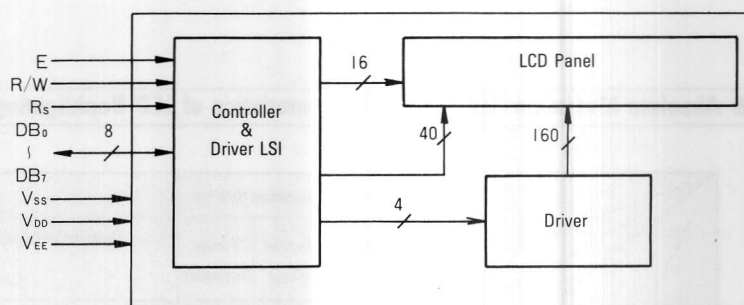 E
R/W
Rs
DB₀
≀
DB₇
Vss
VDD
VEE
8
Controller
&
Driver LSI
16
40
4
LCD Panel
160
Driver